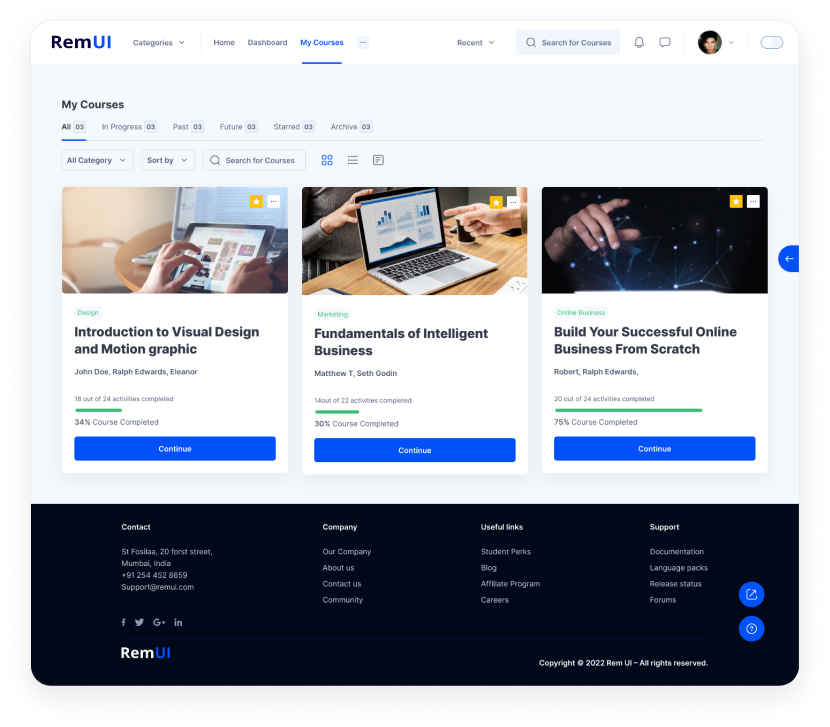 RemUI
Categories
Home
Dashboard
My Courses
Recent
Search for Courses
My Courses
All 03
In Progress 03
Past 03
Future 03
Starred 03
Archive 03
All Category
Sort by
Search for Courses
Design
Introduction to Visual Design
and Motion graphic
John Doe, Ralph Edwards, Eleanor
18 out of 24 activities completed
34% Course Completed
Continue
Marketing
Fundamentals of Intelligent
Business
Matthew T, Seth Godin
14out of 22 activities completed
30% Course Completed
Continue
Online Business
Build Your Successful Online
Business From Scratch
Robert, Ralph Edwards,
20 out of 24 activities completed
75% Course Completed
Continue
Contact
St Fosilaa, 20 forst street,
Mumbai, India
+91 254 452 8659
Support@remui.com
Company
Our Company
About us
Contact us
Community
Useful links
Student Perks
Blog
Affiliate Program
Careers
Support
Documentation
Language packs
Release status
Forums
RemUI
Copyright © 2022 Rem UI – All rights reserved.